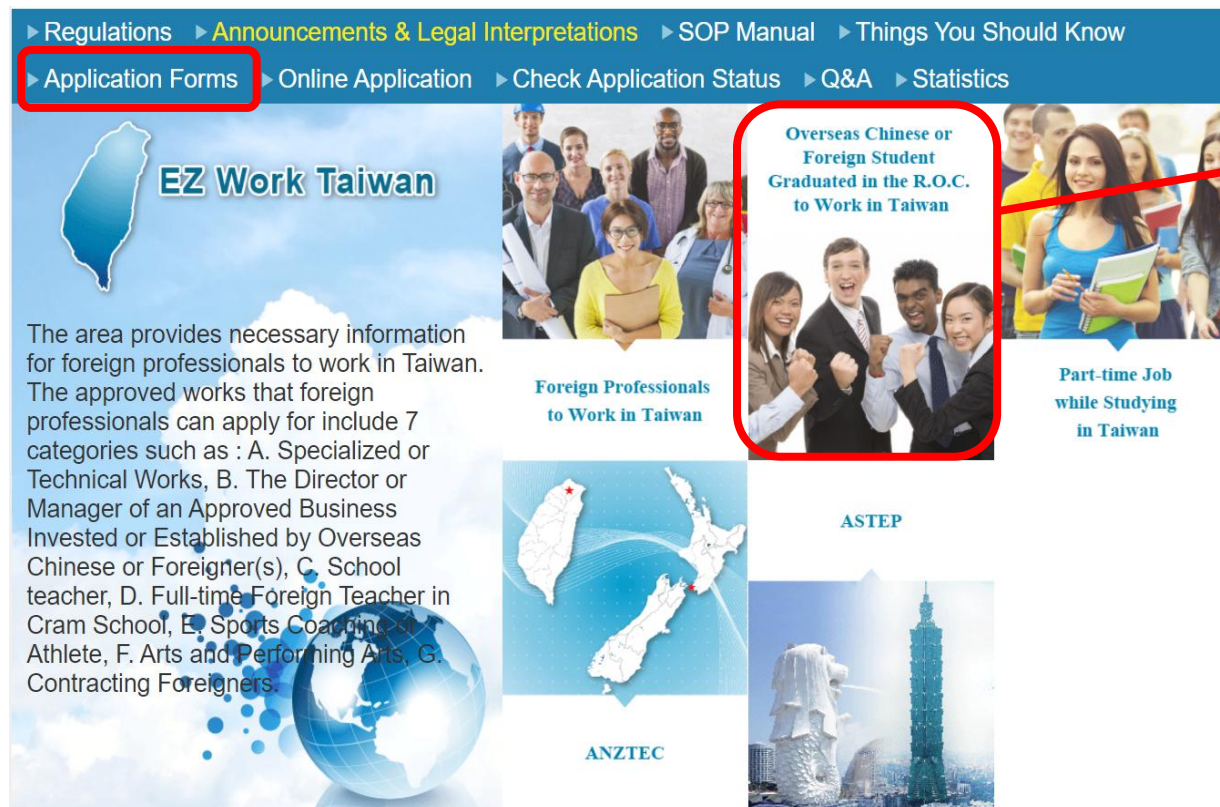 Regulations Announcements & Legal Interpretations SOP Manual Things You Should Know
Application Forms Online Application Check Application Status Q&A Statistics
EZ Work Taiwan
The area provides necessary information
for foreign professionals to work in Taiwan.
The approved works that foreign
professionals can apply for include 7
categories such as : A. Specialized or
Technical Works, B. The Director or
Manager of an Approved Business
Invested or Established by Overseas
Chinese or Foreigner(s), C. School
teacher, D. Full-time Foreign Teacher in
Cram School, E. Sports Coaching or
Athlete, F. Arts and Performing Arts, G.
Contracting Foreigners.
Foreign Professionals
to Work in Taiwan
Overseas Chinese or
Foreign Student
Graduated in the R.O.C.
to Work in Taiwan
Part-time Job
while Studying
in Taiwan
ANZTEC
ASTEP